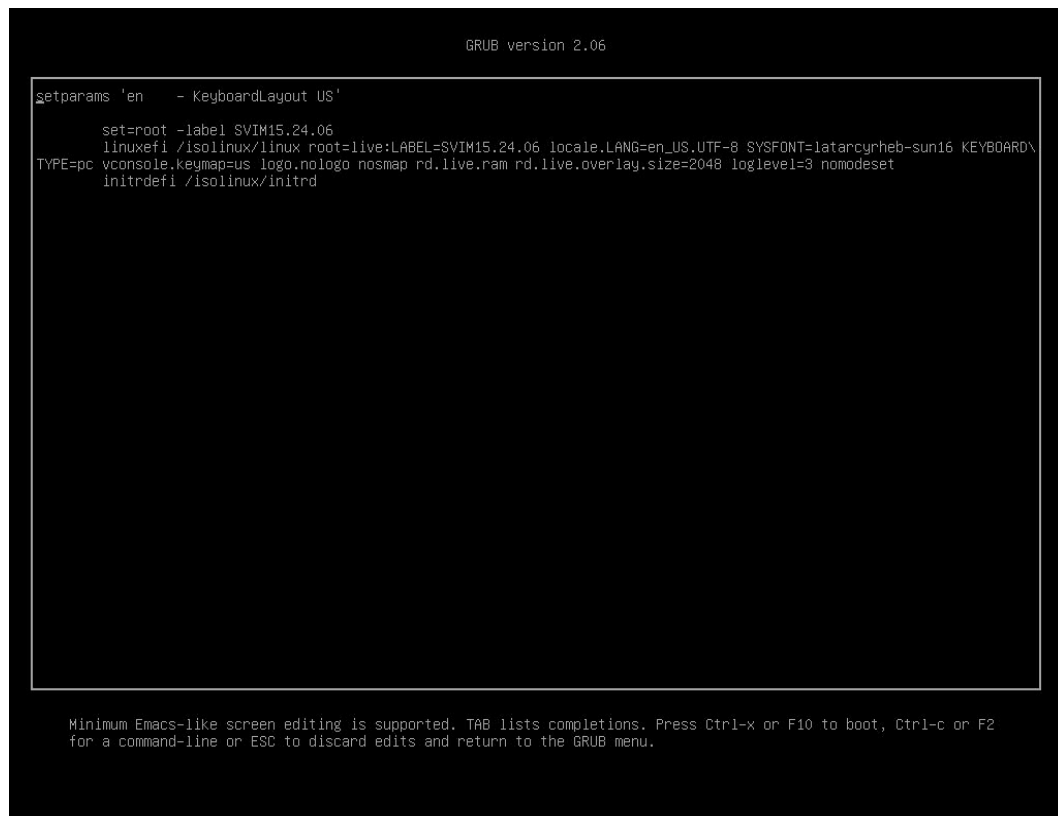 GRUB version 2.06
setparams 'en    - KeyboardLayout US'
set=root -label SVIM15.24.06
linuxefi /isolinux/linux root=live:LABEL=SVIM15.24.06 locale.LANG=en_US.UTF-8 SYSFONT=latarcyrheb-sun16 KEYBOARD\
TYPE=pc vconsole.keymap=us logo.nologo nosmap rd.live.ram rd.live.overlay.size=2048 loglevel=3 nomodeset
initrdefi /isolinux/initrd
Minimum Emacs-like screen editing is supported. TAB lists completions. Press Ctrl-x or F10 to boot, Ctrl-c or F2
for a command-line or ESC to discard edits and return to the GRUB menu.